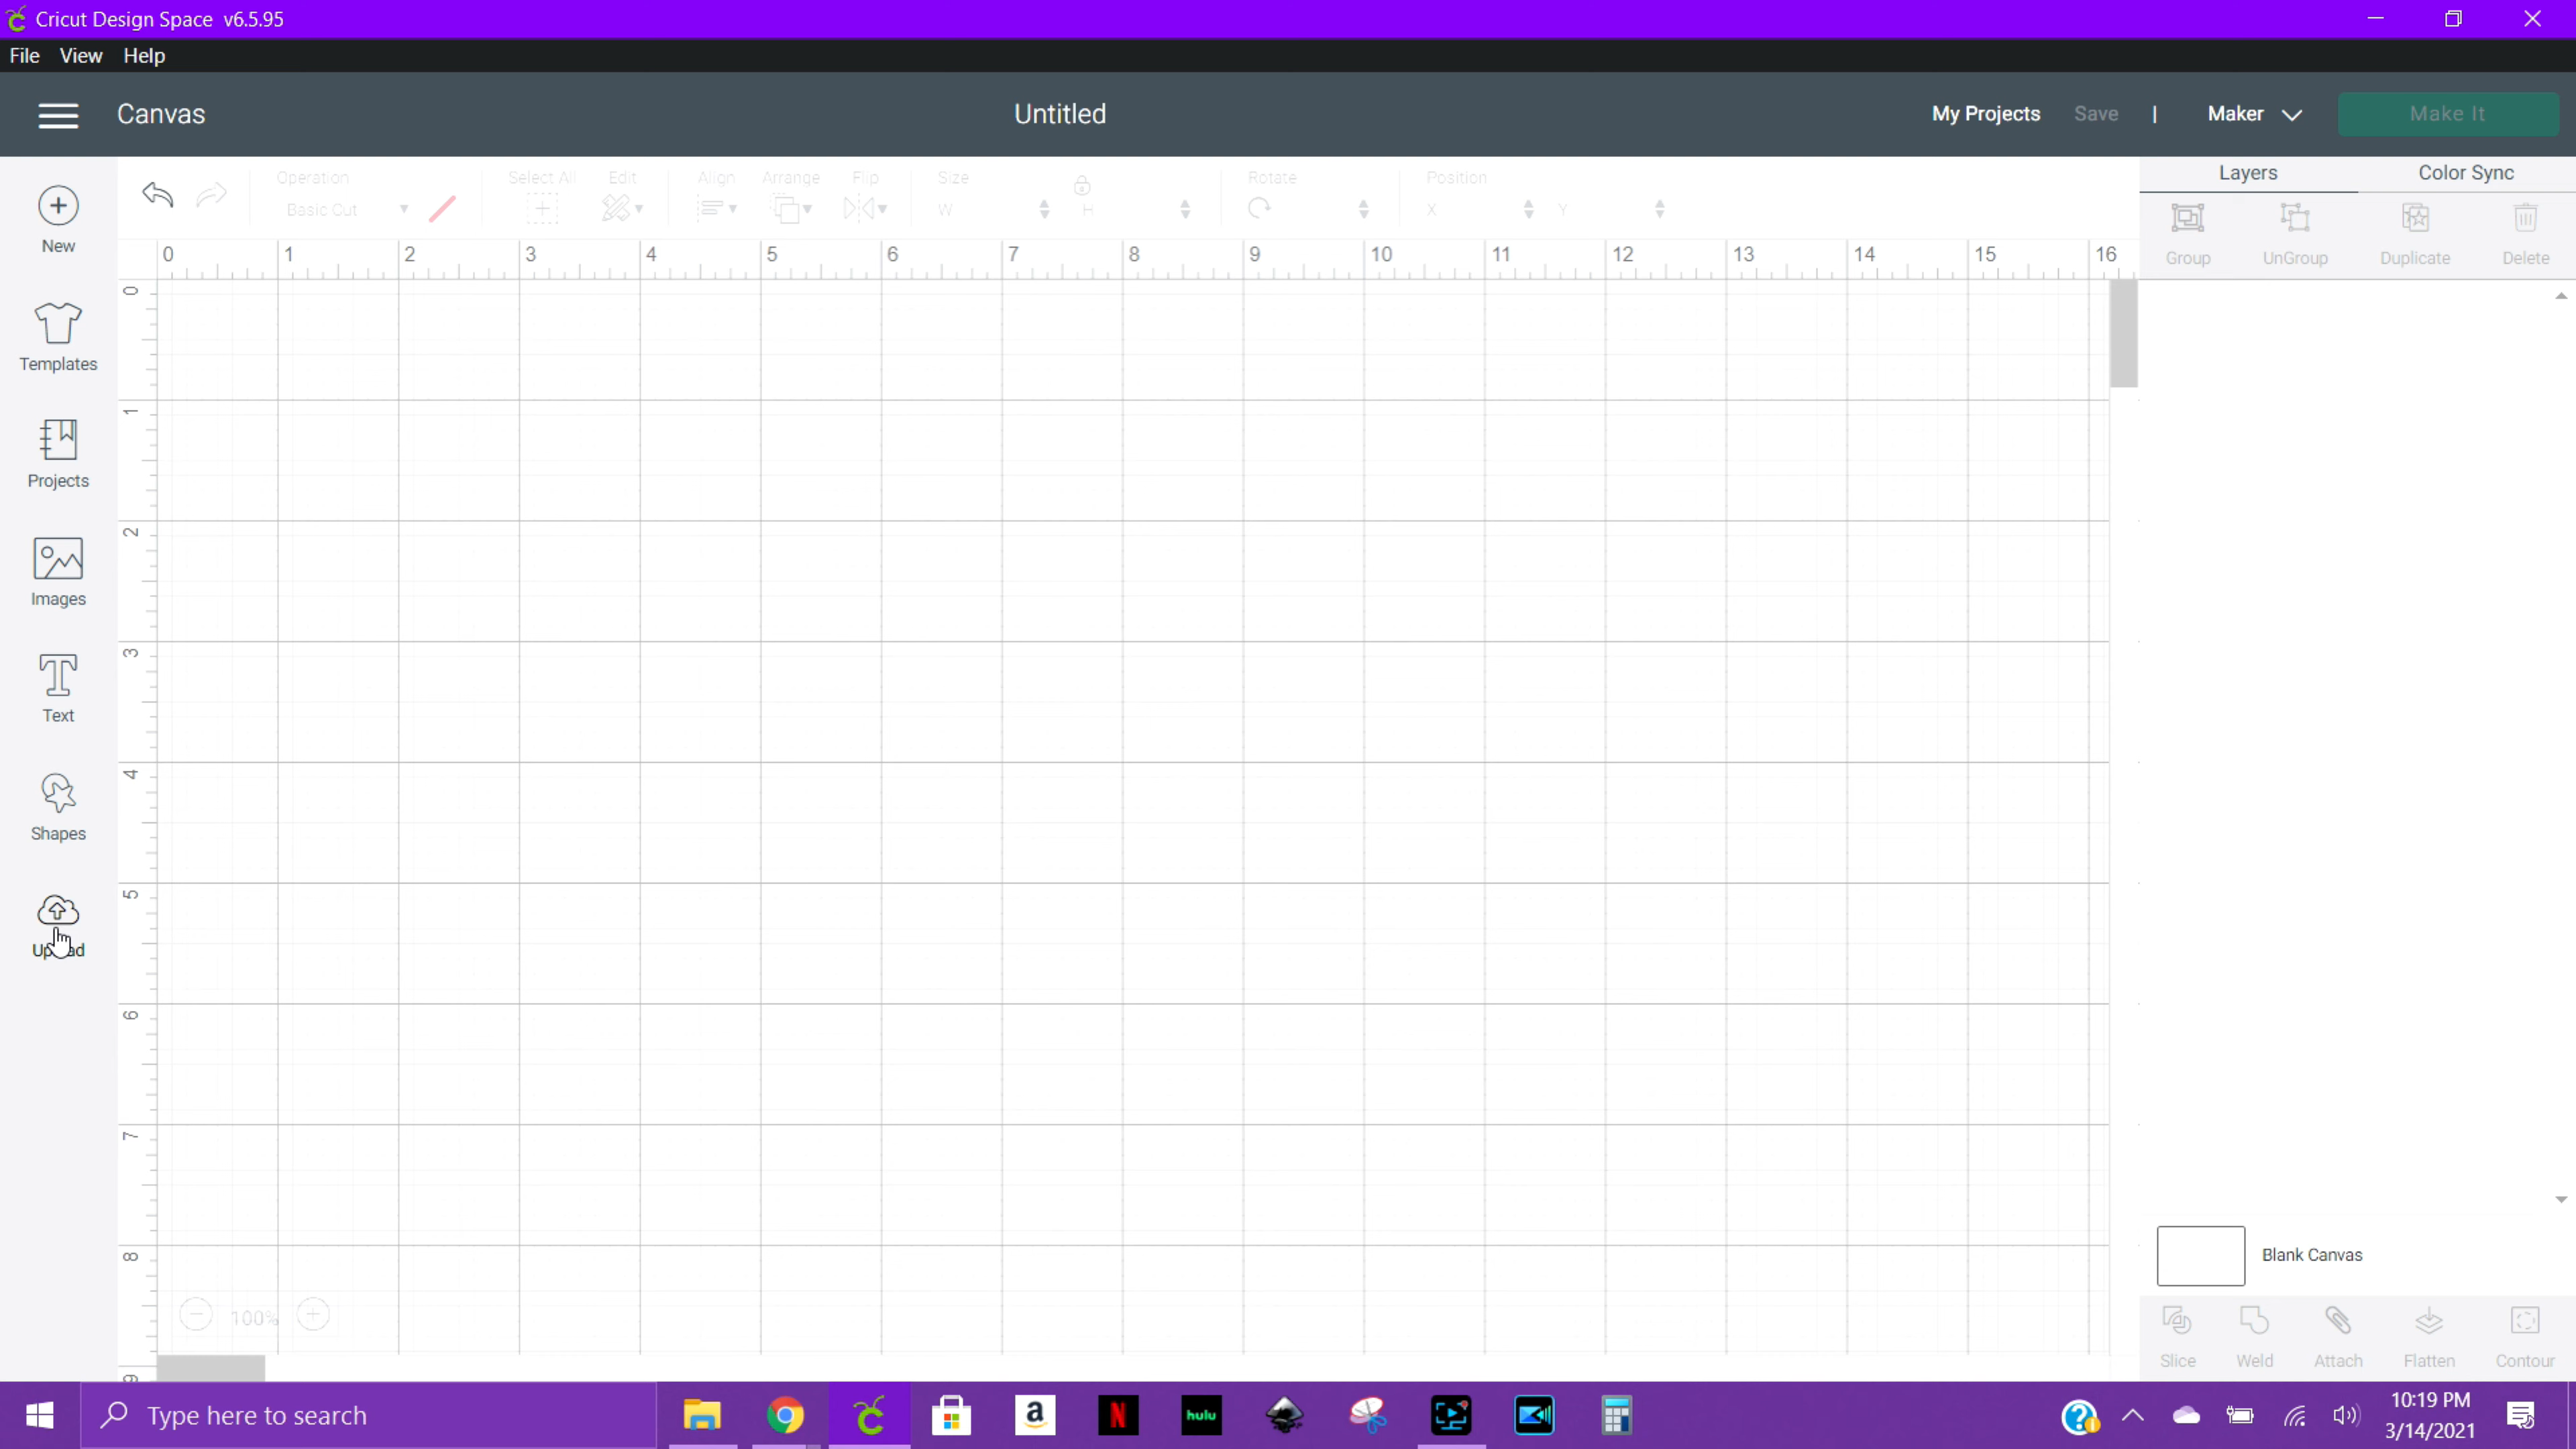 Cricut Design Space v6.5.95
File View Help
Canvas
Untitled
My Projects Save | Maker Make It
New
Templates
Projects
Images
Text
Shapes
Operation Select All Edit Align Arrange Flip Size Rotate Position
Basic Cut W H X Y
0 1 2 3 4 5 6 7 8 9 10 11 12 13 14 15 16
0
1
2
3
4
5
6
7
8
9
100%
Layers Color Sync
Group UnGroup Duplicate Delete
Blank Canvas
Slice Weld Attach Flatten Contour
Type here to search
a
N
hulu
10:19 PM
3/14/2021